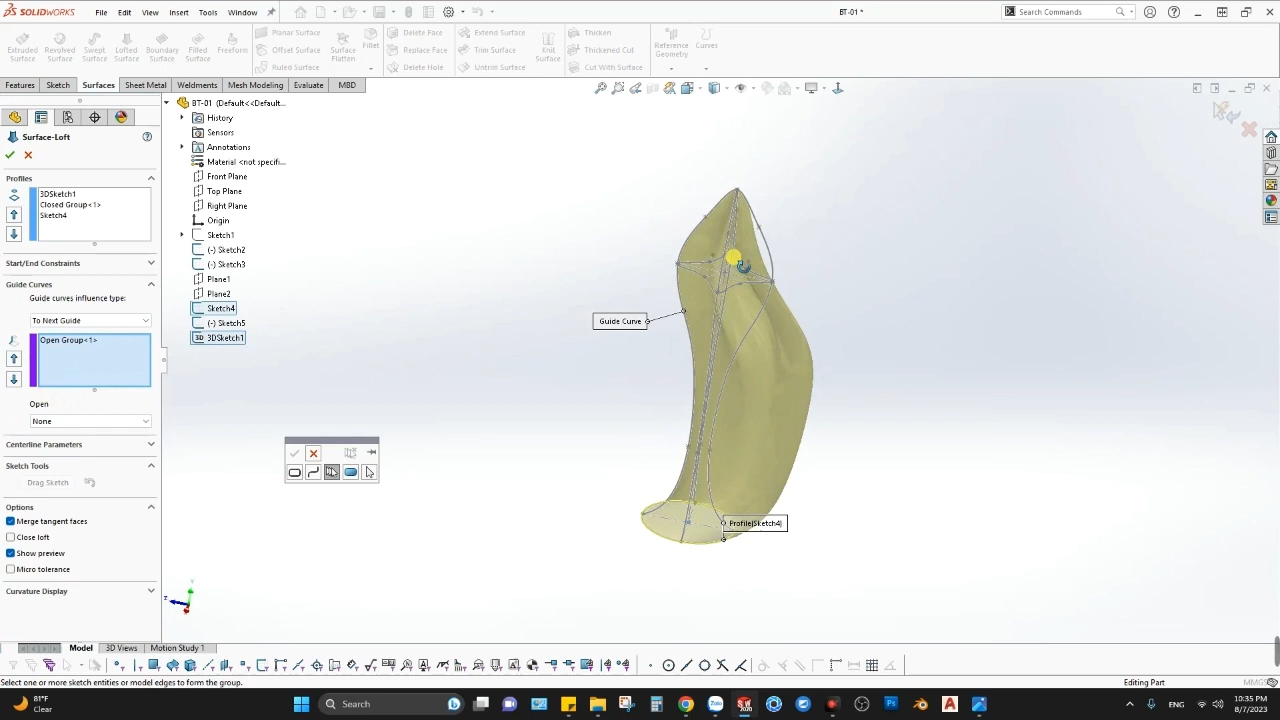 SOLIDWORKS File Edit View Insert Tools Window BT-01 * Search Commands
Extruded Surface Revolved Surface Swept Surface Lofted Surface Boundary Surface Filled Surface Freeform Planar Surface Offset Surface Ruled Surface Surface Flatten Fillet Delete Face Replace Face Delete Hole Extend Surface Trim Surface Untrim Surface Knit Surface Thicken Thickened Cut Cut With Surface Reference Geometry Curves
Features Sketch Surfaces Sheet Metal Weldments Mesh Modeling Evaluate MBD
Surface-Loft
Profiles
3DSketch1
Closed Group<1>
Sketch4
Start/End Constraints
Guide Curves
Guide curves influence type:
To Next Guide
Open Group<1>
Open
None
Centerline Parameters
Sketch Tools
Drag Sketch
Options
Merge tangent faces
Close loft
Show preview
Micro tolerance
Curvature Display
BT-01 (Default<<Default...
History
Sensors
Annotations
Material <not specifi...
Front Plane
Top Plane
Right Plane
Origin
Sketch1
(-) Sketch2
(-) Sketch3
Plane1
Plane2
Sketch4
(-) Sketch5
3D 3DSketch1
Guide Curve
Profile(Sketch4)
Model 3D Views Motion Study 1
Select one or more sketch entities or model edges to form the group. Editing Part MMGS
81°F
Clear
Search
ENG
10:35 PM
8/7/2023